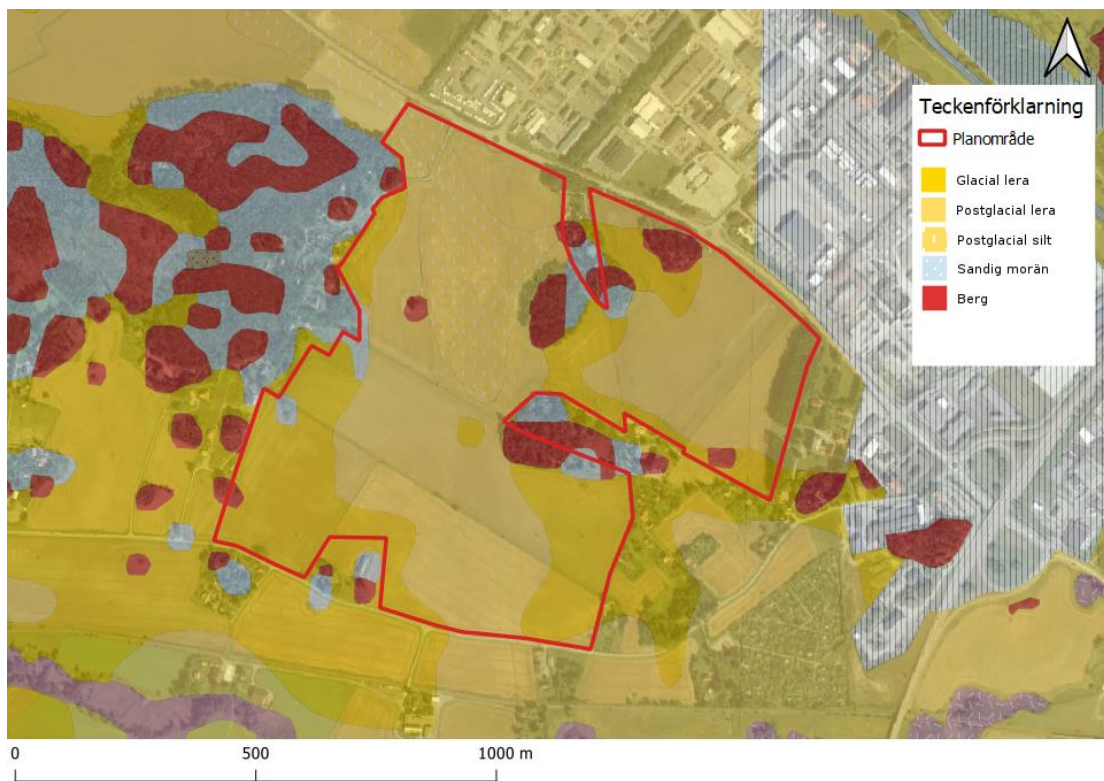 Teckenförklarning
Planområde
Glacial lera
Postglacial lera
Postglacial silt
Sandig morän
Berg
0 500 1000 m